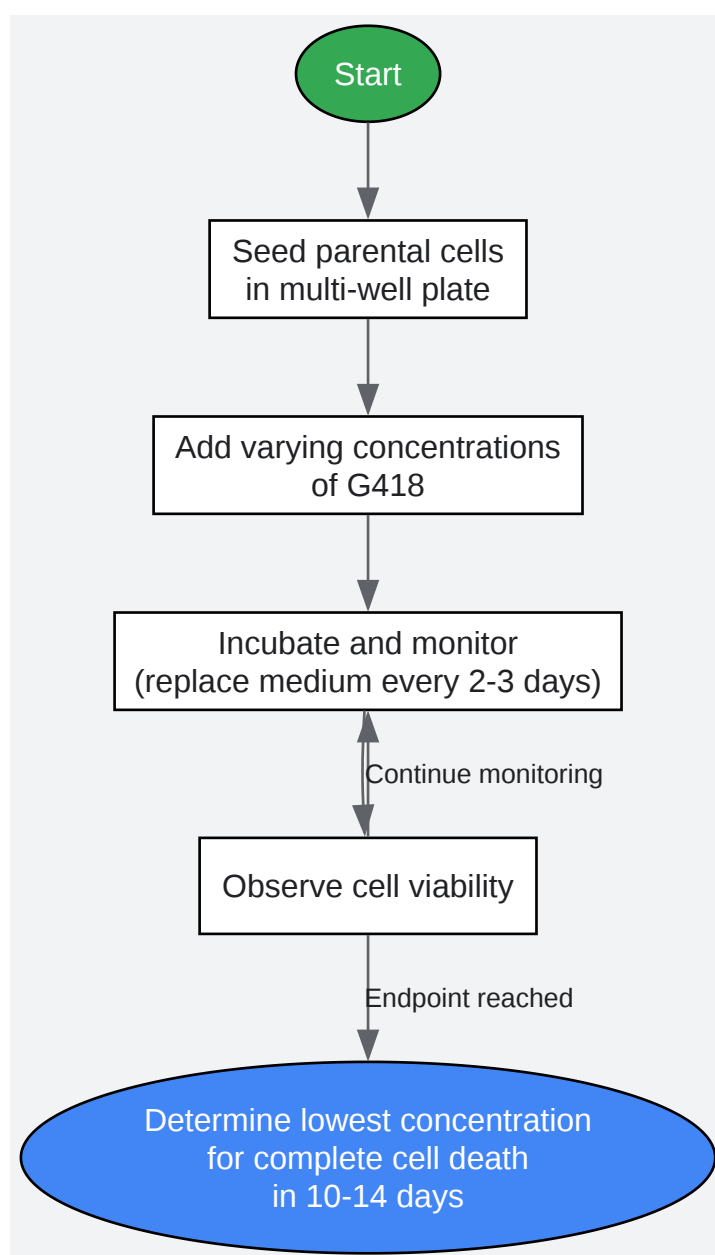 Start
Seed parental cells
in multi-well plate
Add varying concentrations
of G418
Incubate and monitor
(replace medium every 2-3 days)
Continue monitoring
Observe cell viability
Endpoint reached
Determine lowest concentration
for complete cell death
in 10-14 days